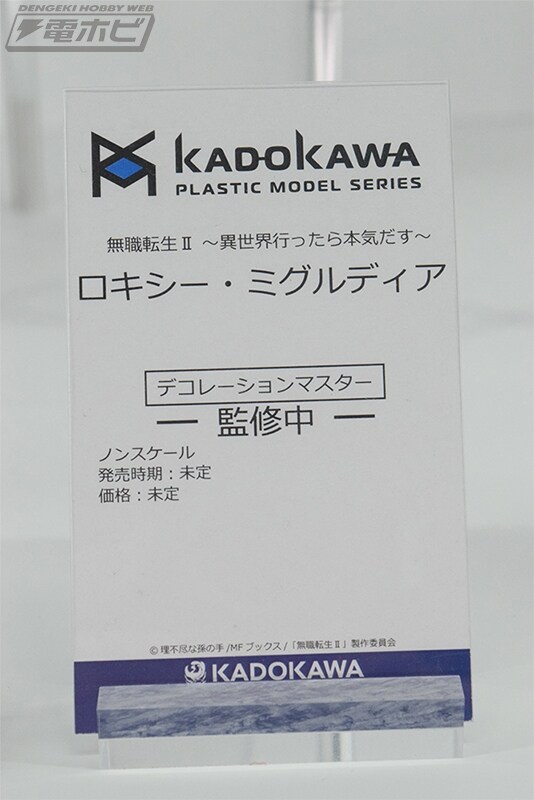 DENGEKI HOBBY WEB
電ホビ
KADOKAWA
PLASTIC MODEL SERIES
無職転生Ⅱ ～異世界行ったら本気だす～
ロキシー・ミグルディア
デコレーションマスター
― 監修中 ―
ノンスケール
発売時期：未定
価格：未定
©理不尽な孫の手/MFブックス/「無職転生Ⅱ」製作委員会
KADOKAWA